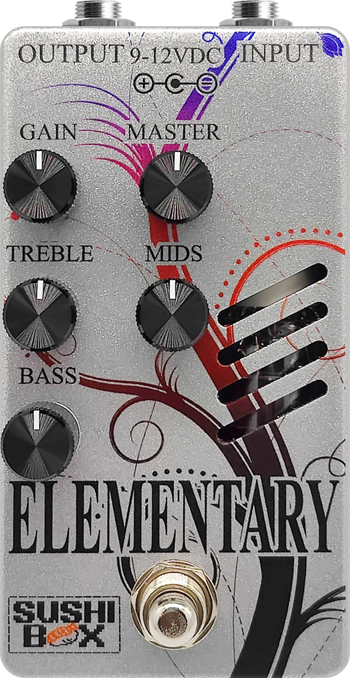 OUTPUT 9-12VDC INPUT
GAIN MASTER
TREBLE MIDS
BASS
ELEMENTARY
SUSHI
BOX